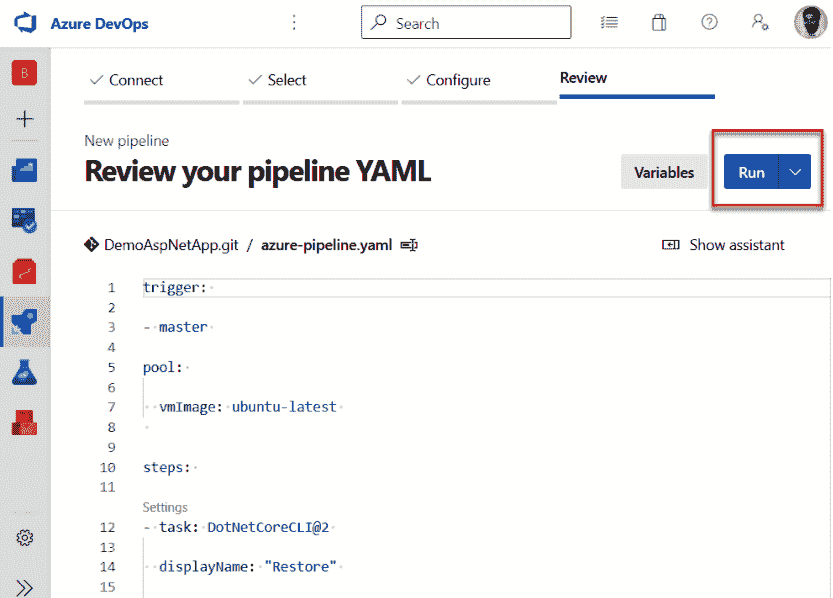 Azure DevOps
Search
B
Connect
Select
Configure
Review
New pipeline
Review your pipeline YAML
Variables
Run
DemoAspNetApp.git / azure-pipeline.yaml
Show assistant
1 trigger:
2
3 - master
4
5 pool:
6
7 vmImage: ubuntu-latest
8
9
10 steps:
11
Settings
12 - task: DotNetCoreCLI@2
13
14 displayName: "Restore"
15